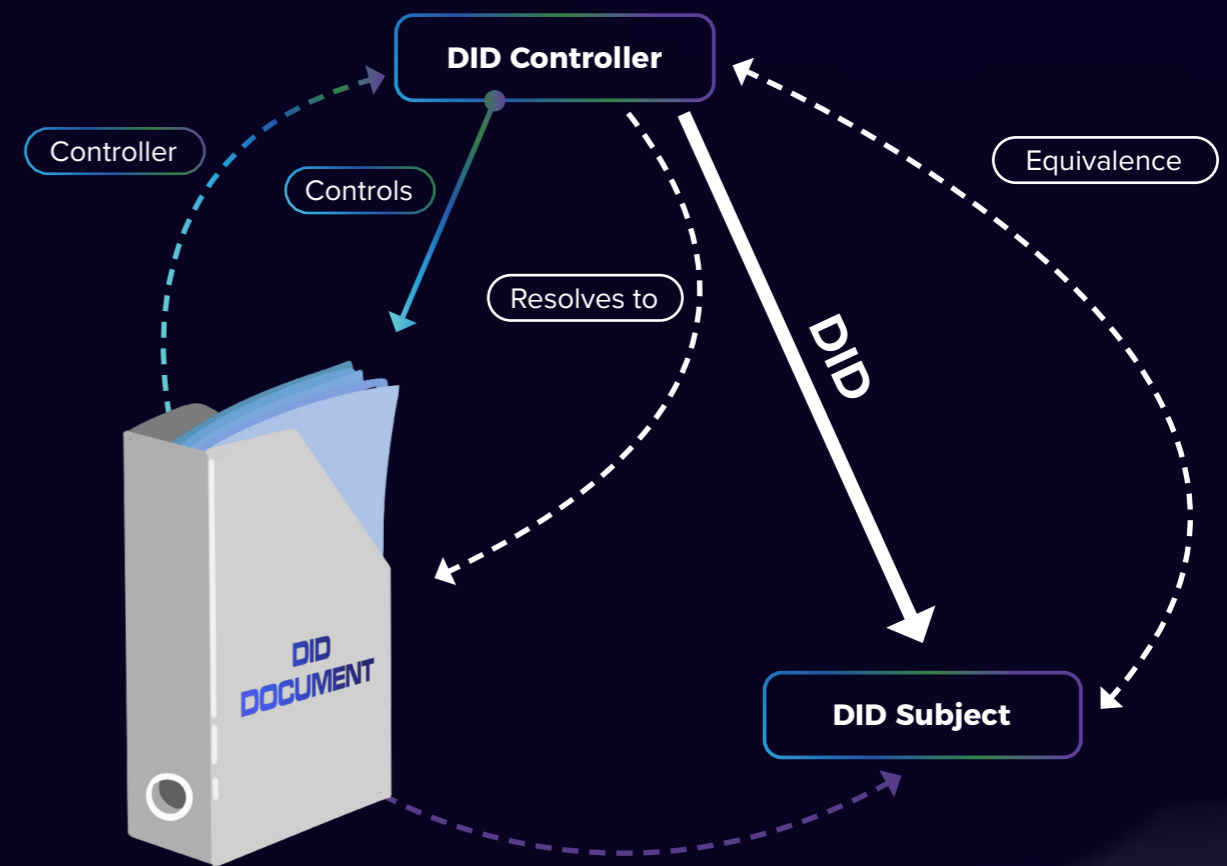 DID Controller
Controller
Controls
Equivalence
Resolves to
DID
DID
DOCUMENT
DID Subject